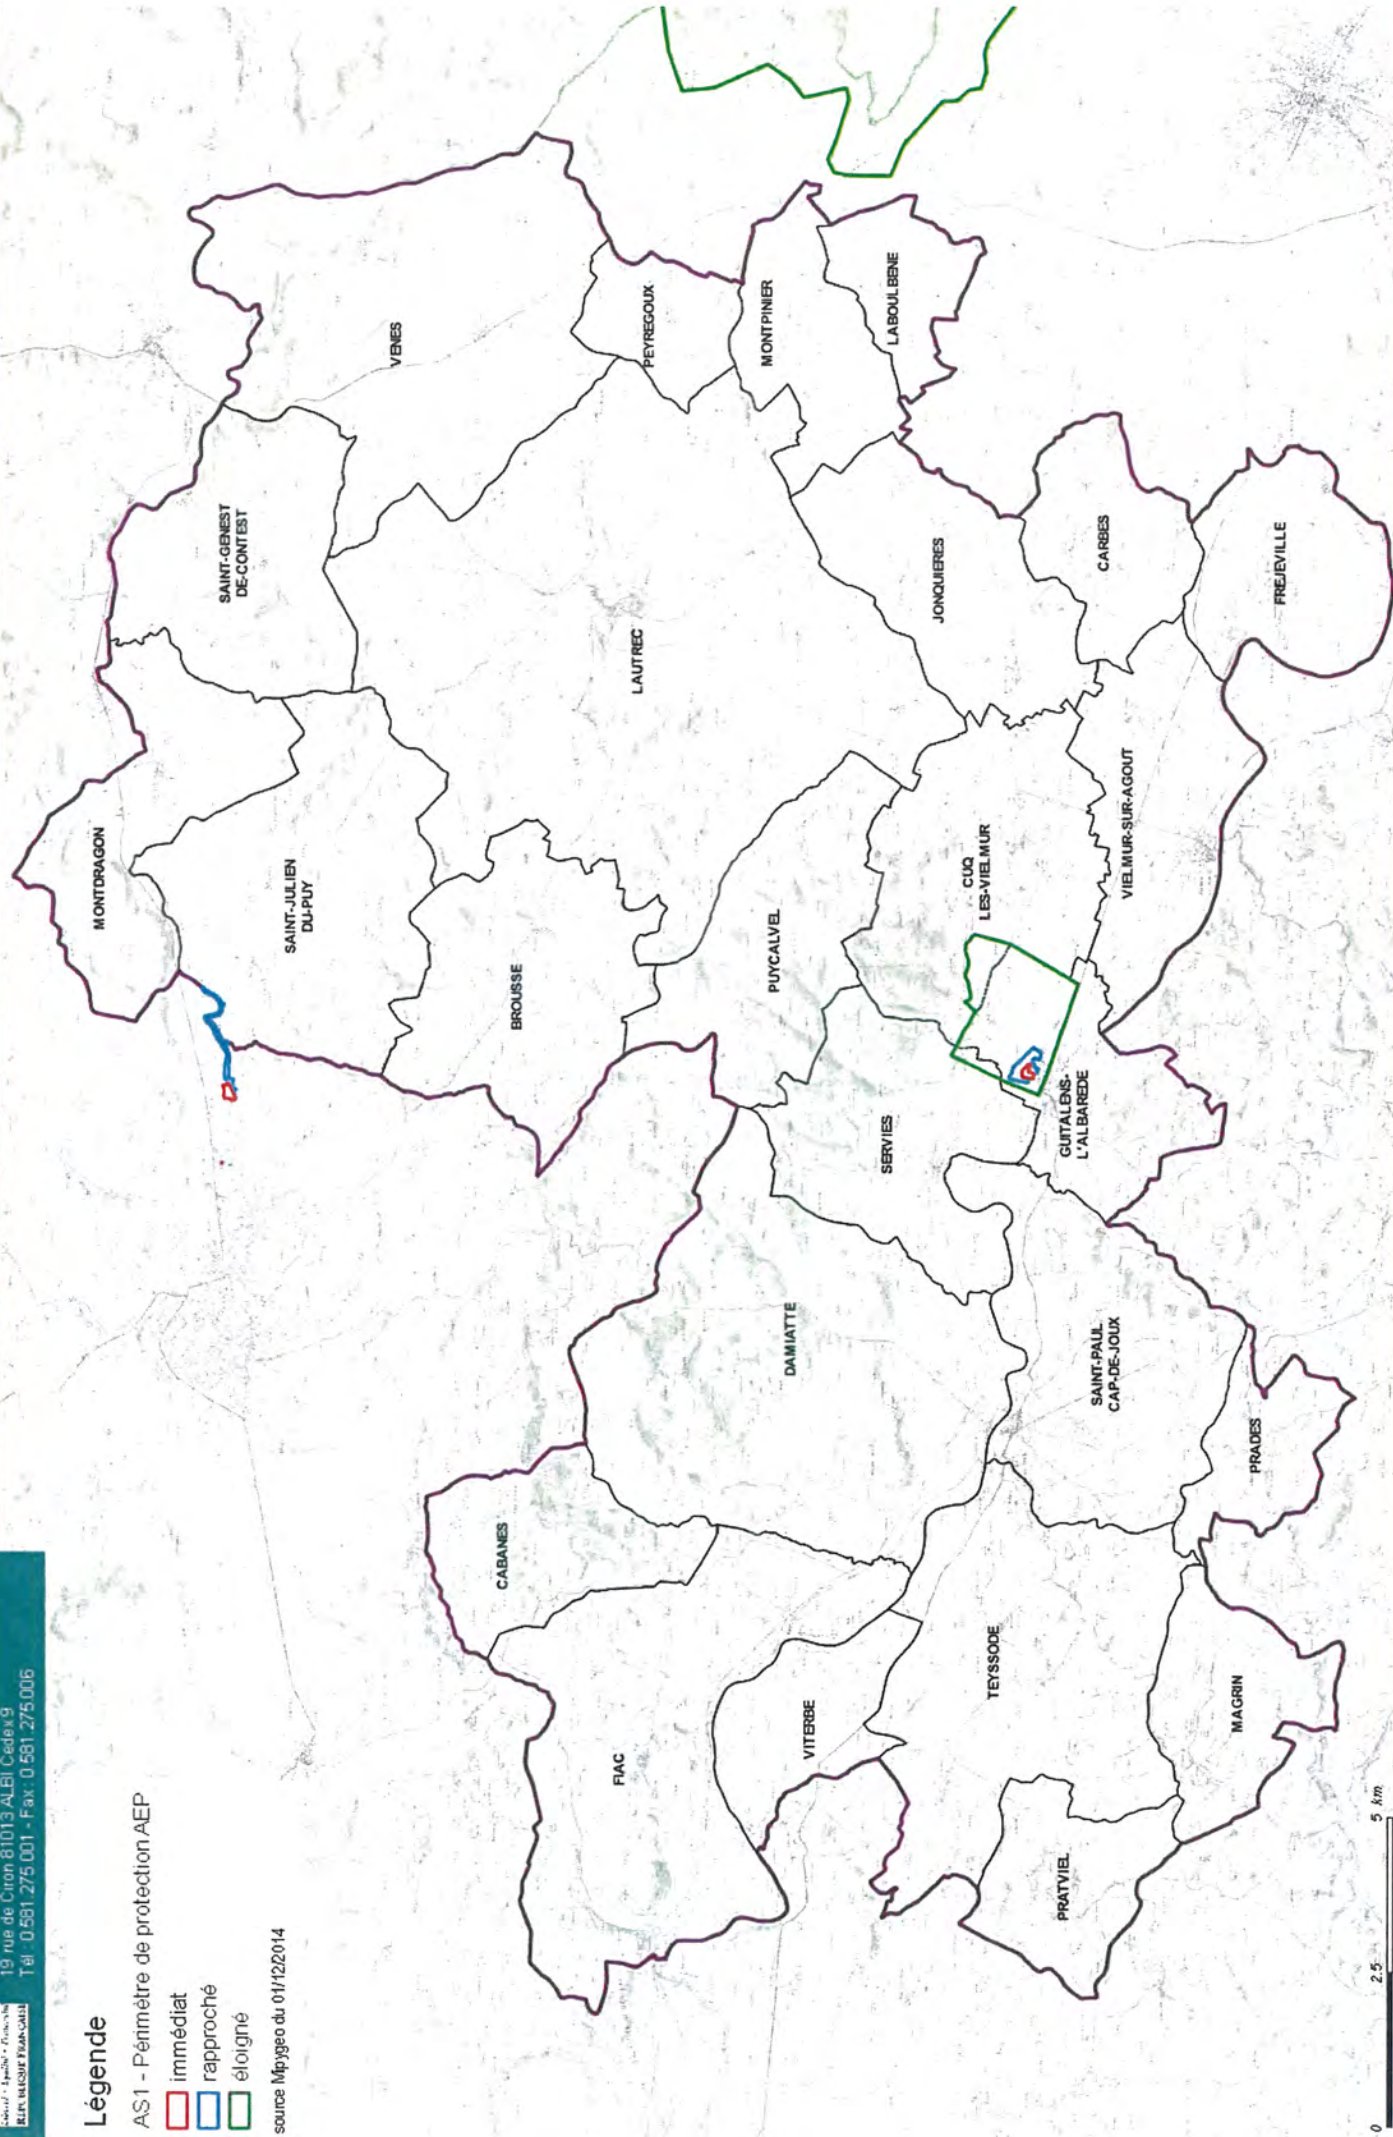 19 rue de Ciron 81013 ALBI Cedex 9
RÉPUBLIQUE FRANÇAISE
Tél : 0.581.275.001 - Fax : 0.581.275.006
Légende
AS1 - Périmètre de protection AEP
immédiat
rapproché
éloigné
source Mipygeo du 01/12/2014
MONTDRAGON
SAINT-GENEST
DE-CONTEST
VENES
SAINT-JULIEN
DU-PUY
BROUSSE
LAUTREC
PEYREGOUX
MONTPINIER
LABOULBENE
CABANES
FIAC
DAMIATTE
PUYCALVEL
JONQUIERES
VITERBE
SERVIES
CUQ
LES-VIELMUR
CARBES
TEYSSODE
SAINT-PAUL
CAP-DE-JOUX
GUITALENS-
L'ALBAREDE
VIELMUR-SUR-AGOUT
FREJEVILLE
PRATVIEL
MAGRIN
PRADES
0 2.5 5 km